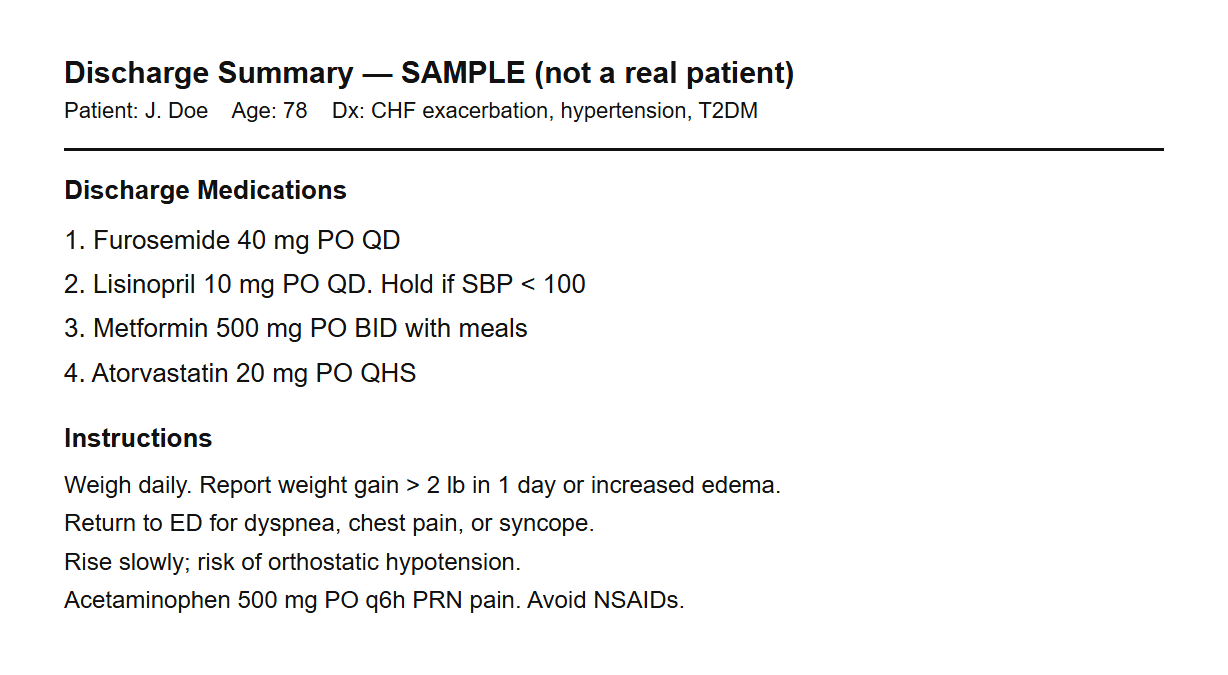 Discharge Summary — SAMPLE (not a real patient)
Patient: J. Doe Age: 78 Dx: CHF exacerbation, hypertension, T2DM
Discharge Medications
1. Furosemide 40 mg PO QD
2. Lisinopril 10 mg PO QD. Hold if SBP < 100
3. Metformin 500 mg PO BID with meals
4. Atorvastatin 20 mg PO QHS
Instructions
Weigh daily. Report weight gain > 2 lb in 1 day or increased edema.
Return to ED for dyspnea, chest pain, or syncope.
Rise slowly; risk of orthostatic hypotension.
Acetaminophen 500 mg PO q6h PRN pain. Avoid NSAIDs.